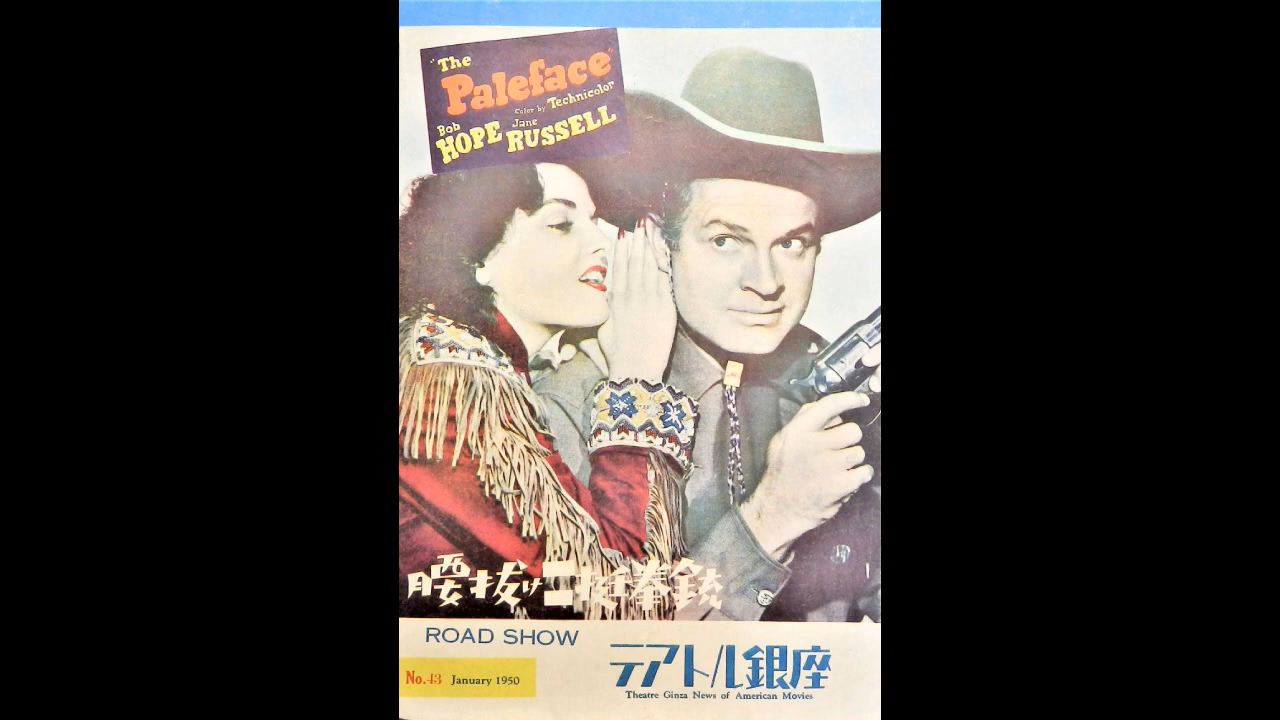 "The
Paleface"
Color by Technicolor
Bob HOPE Jane RUSSELL
腰抜け二挺拳銃
ROAD SHOW
No.43 January 1950
テアトル銀座
Theatre Ginza News of American Movies